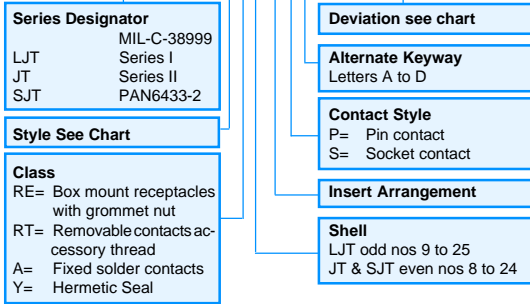 Series Designator
MIL-C-38999
LJT Series I
JT Series II
SJT PAN6433-2
Style See Chart
Class
RE= Box mount receptacles
with grommet nut
RT= Removable contacts ac-
cessory thread
A= Fixed solder contacts
Y= Hermetic Seal
Deviation see chart
Alternate Keyway
Letters A to D
Contact Style
P= Pin contact
S= Socket contact
Insert Arrangement
Shell
LJT odd nos 9 to 25
JT & SJT even nos 8 to 24